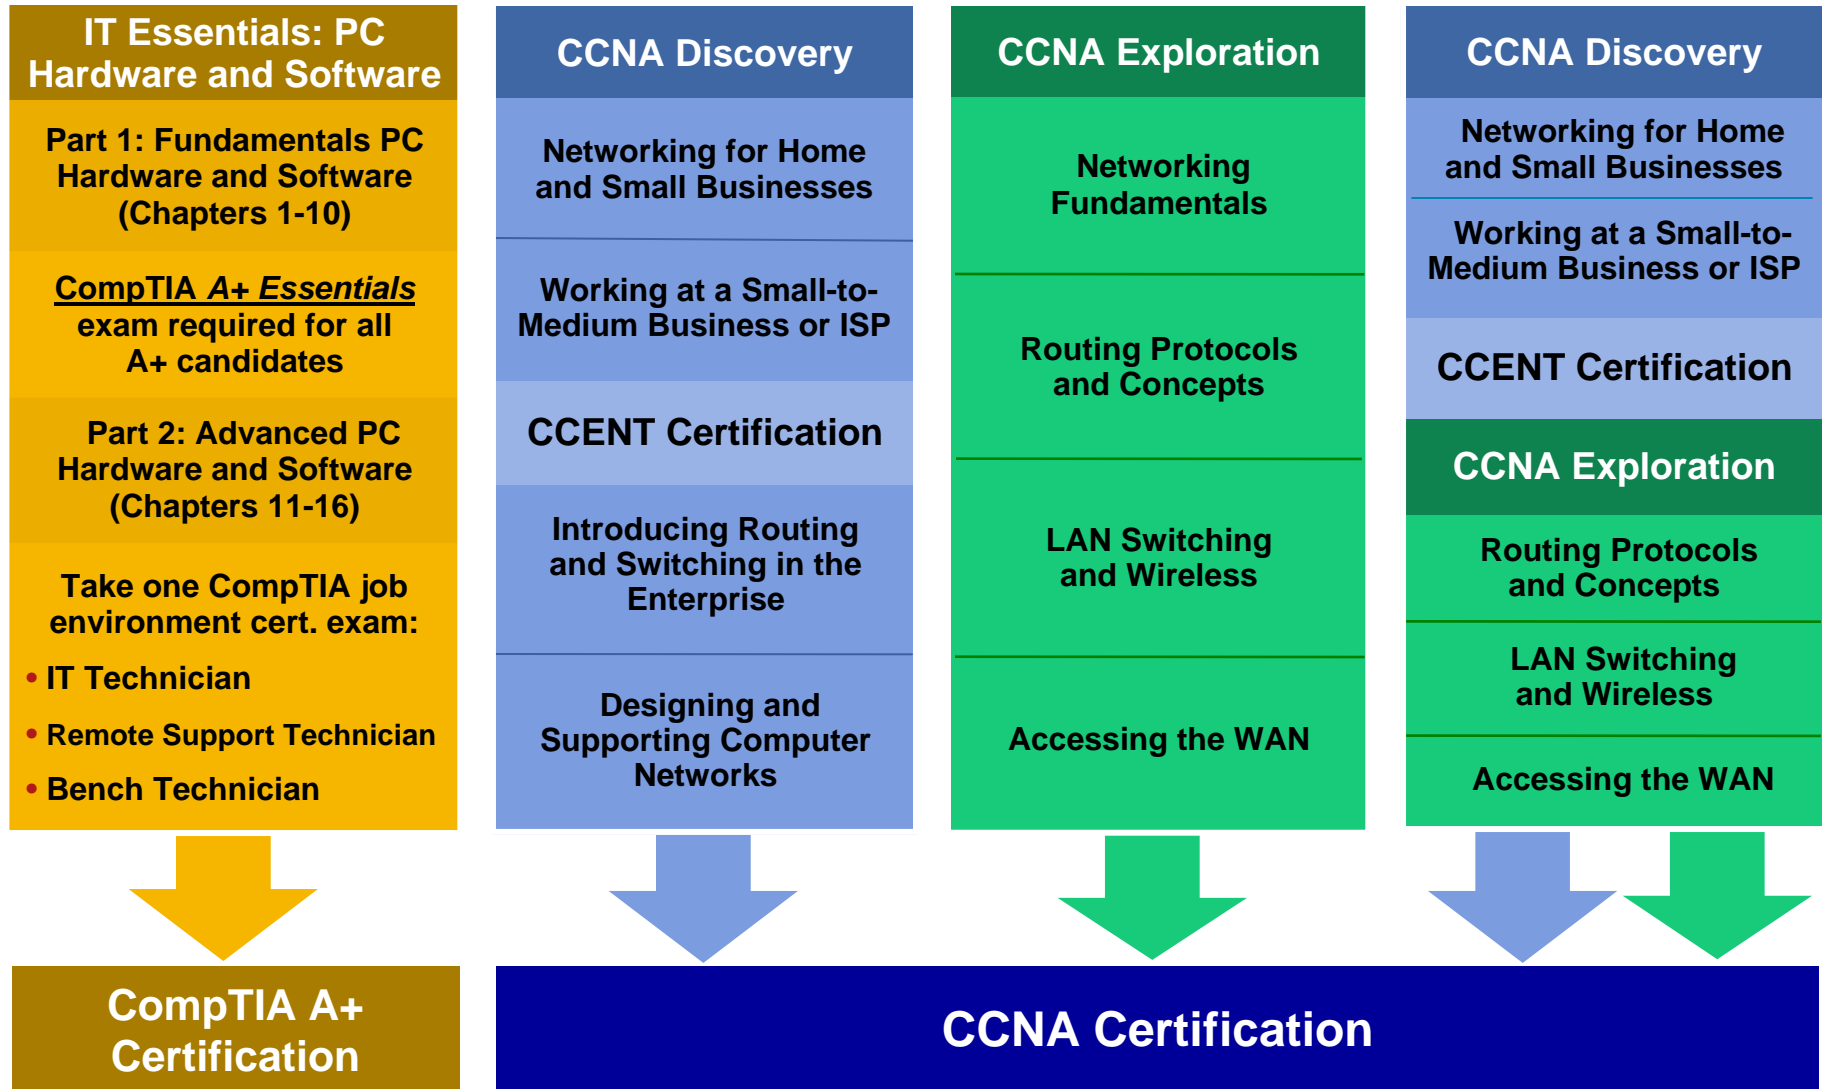 IT Essentials: PC
Hardware and Software
Part 1: Fundamentals PC
Hardware and Software
(Chapters 1-10)
CompTIA A+ Essentials
exam required for all
A+ candidates
Part 2: Advanced PC
Hardware and Software
(Chapters 11-16)
Take one CompTIA job
environment cert. exam:
• IT Technician
• Remote Support Technician
• Bench Technician
CompTIA A+
Certification
CCNA Discovery
Networking for Home
and Small Businesses
Working at a Small-to-
Medium Business or ISP
CCENT Certification
Introducing Routing
and Switching in the
Enterprise
Designing and
Supporting Computer
Networks
CCNA Exploration
Networking
Fundamentals
Routing Protocols
and Concepts
LAN Switching
and Wireless
Accessing the WAN
CCNA Discovery
Networking for Home
and Small Businesses
Working at a Small-to-
Medium Business or ISP
CCENT Certification
CCNA Exploration
Routing Protocols
and Concepts
LAN Switching
and Wireless
Accessing the WAN
CCNA Certification